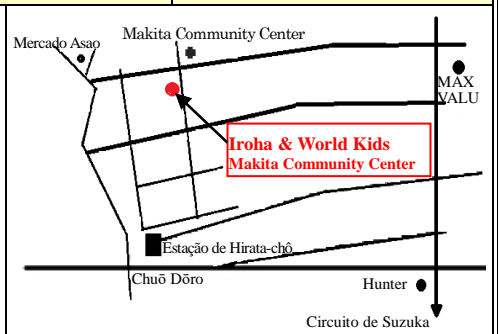 Makita Community Center
Mercado Asao
MAX
VALU
Iroha & World Kids
Makita Community Center
Estação de Hirata-chô
Chuō Dōro
Hunter
Circuito de Suzuka